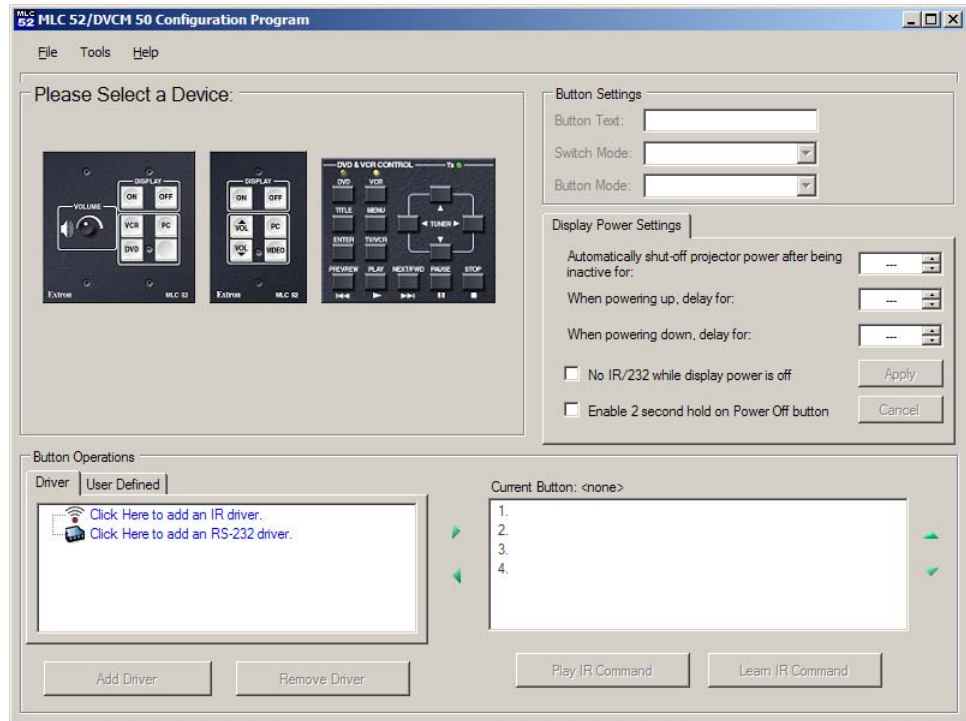 MLC 52 MLC 52/DVCM 50 Configuration Program
File Tools Help
Please Select a Device:
DISPLAY
ON OFF
VOLUME
VCR PC
DVD
Extron MLC 52
DISPLAY
ON OFF
VOL PC
VOL VIDEO
Extron MLC 52
DVD & VCR CONTROL Tx
DVD VCR
TITLE MENU
TUNER
ENTER TV/VCR
PREV/REW PLAY NEXT/FWD PAUSE STOP
Button Settings
Button Text:
Switch Mode:
Button Mode:
Display Power Settings
Automatically shut-off projector power after being
inactive for:
---
When powering up, delay for:
---
When powering down, delay for:
---
No IR/232 while display power is off
Apply
Enable 2 second hold on Power Off button
Cancel
Button Operations
Driver User Defined
Click Here to add an IR driver.
Click Here to add an RS-232 driver.
Current Button: <none>
1.
2.
3.
4.
Add Driver Remove Driver
Play IR Command Learn IR Command